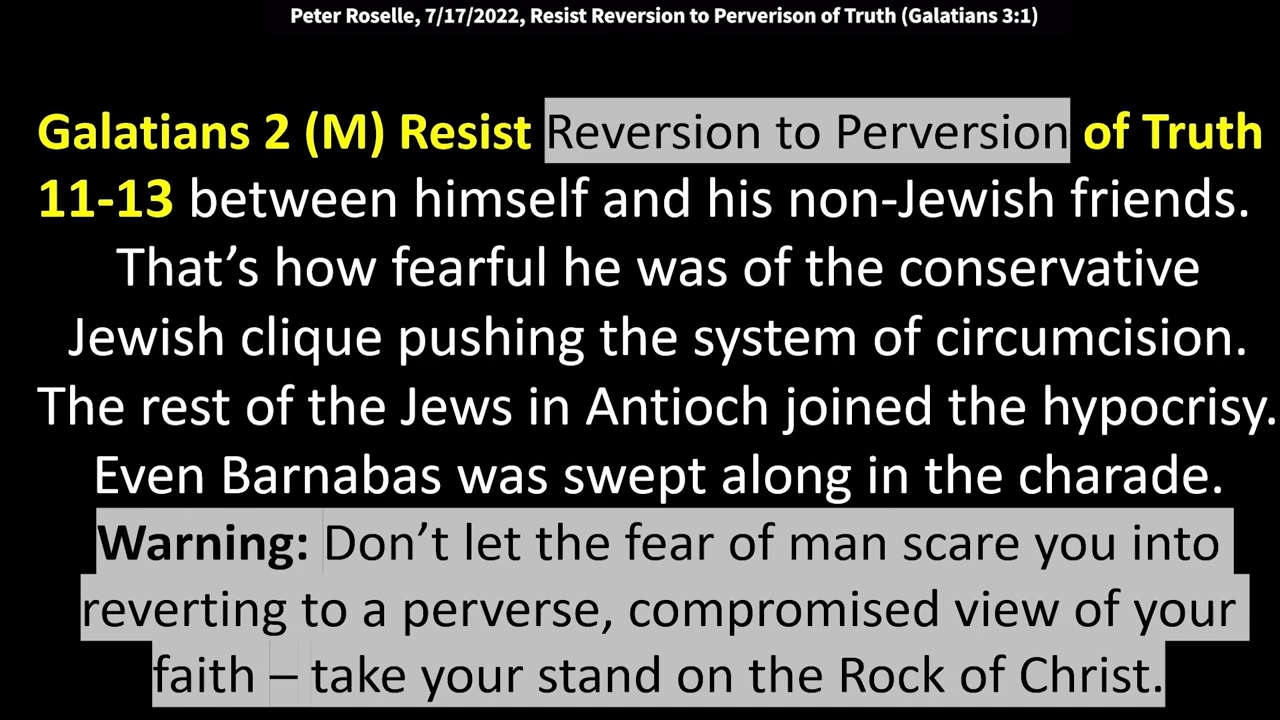 Peter Roselle, 7/17/2022, Resist Reversion to Perverison of Truth (Galatians 3:1)
Galatians 2 (M) Resist Reversion to Perversion of Truth
11-13 between himself and his non-Jewish friends.
That’s how fearful he was of the conservative
Jewish clique pushing the system of circumcision.
The rest of the Jews in Antioch joined the hypocrisy.
Even Barnabas was swept along in the charade.
Warning: Don’t let the fear of man scare you into
reverting to a perverse, compromised view of your
faith – take your stand on the Rock of Christ.